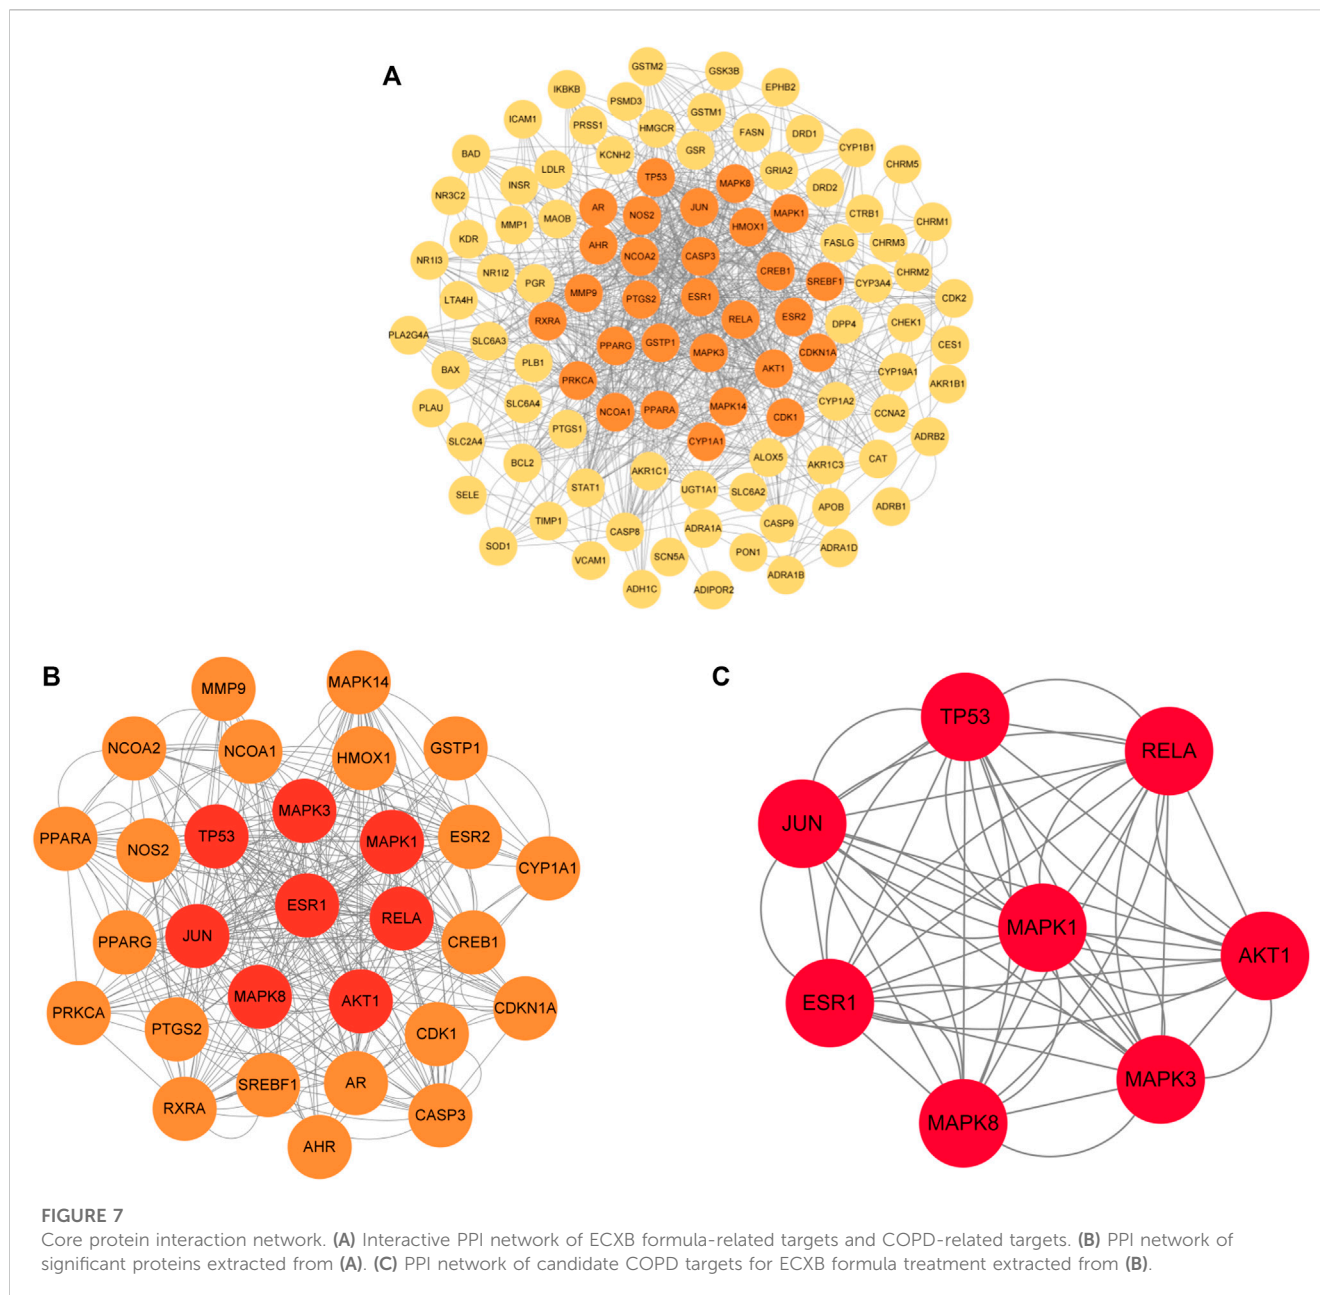 A
GSTM2
GSK3B
EPHB2
IKBKB
PSMD3
GSTM1
ICAM1
PRSS1
HMGCR
FASN
DRD1
CYP1B1
BAD
LDLR
KCNH2
GSR
GRIA2
CHRM5
NR3C2
INSR
TP53
MAPK8
DRD2
MMP1
MAOB
AR
NOS2
JUN
HMOX1
MAPK1
CTRB1
CHRM1
KDR
AHR
NCOA2
CASP3
FASLG
CHRM3
NR1I3
NR1I2
PGR
CREB1
SREBF1
CYP3A4
CHRM2
LTA4H
MMP9
PTGS2
ESR1
CDK2
PLA2G4A
SLC6A3
RXRA
RELA
ESR2
DPP4
CHEK1
PPARG
GSTP1
MAPK3
CDKN1A
CES1
BAX
PLB1
PRKCA
AKT1
CYP19A1
AKR1B1
PLAU
SLC6A4
NCOA1
PPARA
MAPK14
CDK1
CYP1A2
CCNA2
SLC2A4
PTGS1
CYP1A1
ADRB2
BCL2
AKR1C1
ALOX5
AKR1C3
CAT
SELE
STAT1
UGT1A1
SLC6A2
APOB
ADRB1
SOD1
TIMP1
CASP8
ADRA1A
CASP9
VCAM1
SCN5A
PON1
ADRA1D
ADH1C
ADIPOR2
ADRA1B
B
MMP9
MAPK14
NCOA2
NCOA1
HMOX1
GSTP1
MAPK3
PPARA
NOS2
TP53
MAPK1
ESR2
CYP1A1
ESR1
RELA
PPARG
JUN
CREB1
MAPK8
AKT1
PRKCA
PTGS2
CDK1
CDKN1A
RXRA
SREBF1
AR
CASP3
AHR
C
TP53
RELA
JUN
MAPK1
AKT1
ESR1
MAPK3
MAPK8
FIGURE 7
Core protein interaction network. (A) Interactive PPI network of ECXB formula-related targets and COPD-related targets. (B) PPI network of
significant proteins extracted from (A). (C) PPI network of candidate COPD targets for ECXB formula treatment extracted from (B).